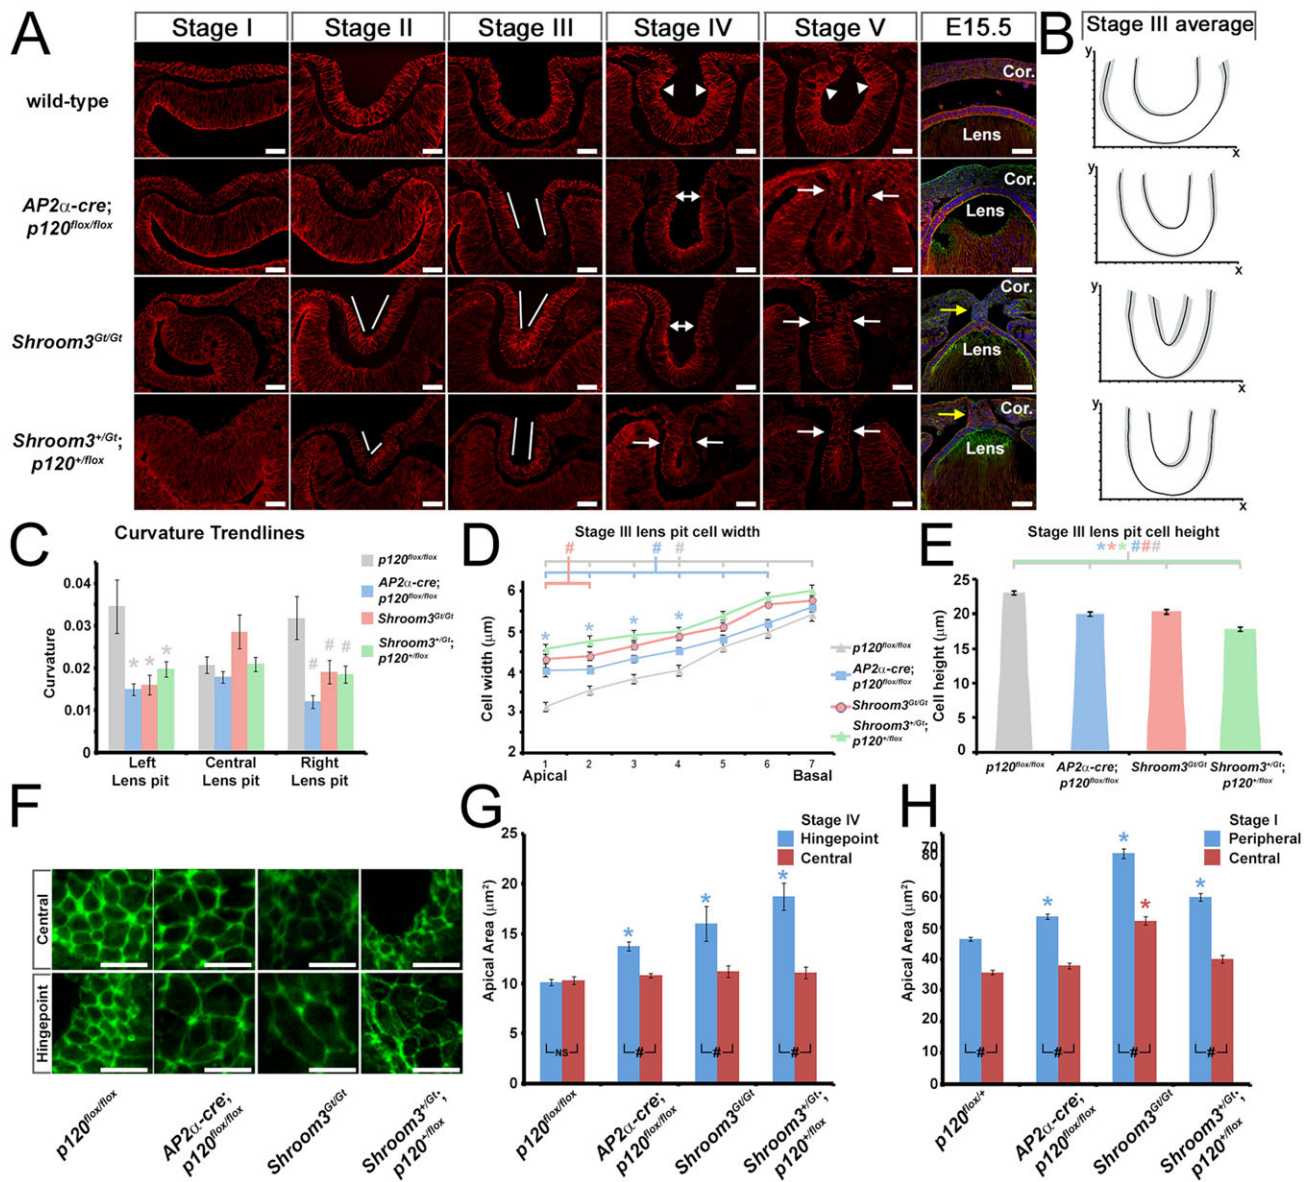 A
Stage I
Stage II
Stage III
Stage IV
Stage V
E15.5
wild-type
Cor.
Lens
AP2α-cre;
p120flox/flox
Cor.
Lens
Shroom3Gt/Gt
Cor.
Lens
Shroom3+/Gt;
p120+/flox
Cor.
Lens
B
Stage III average
y
x
y
x
y
x
y
x
C
Curvature Trendlines
p120flox/flox
AP2α-cre;
p120flox/flox
Shroom3Gt/Gt
Shroom3+/Gt;
p120+/flox
Curvature
0.04
0.03
0.02
0.01
0
* * *
# # #
Left
Lens pit
Central
Lens pit
Right
Lens pit
D
Stage III lens pit cell width
# # #
* * * *
Cell width (μm)
6
5
4
3
2
1 2 3 4 5 6 7
Apical
Basal
p120flox/flox
AP2α-cre;
p120flox/flox
Shroom3Gt/Gt
Shroom3+/Gt;
p120+/flox
E
Stage III lens pit cell height
***###
Cell height (μm)
25
20
15
10
5
0
p120flox/flox
AP2α-cre;
p120flox/flox
Shroom3Gt/Gt
Shroom3+/Gt;
p120+/flox
F
Central
Hingepoint
p120flox/flox
AP2α-cre;
p120flox/flox
Shroom3Gt/Gt
Shroom3+/Gt;
p120+/flox
G
Stage IV
Hingepoint
Central
Apical Area (μm2)
25
20
15
10
5
0
* * *
NS # # #
p120flox/flox
AP2α-cre;
p120flox/flox
Shroom3Gt/Gt
Shroom3+/Gt;
p120+/flox
H
Stage I
Peripheral
Central
Apical Area (μm2)
70
80
60
50
40
30
20
10
0
* * * *
# # # #
p120flox/+
AP2α-cre;
p120flox/flox
Shroom3Gt/Gt
Shroom3+/Gt;
p120+/flox